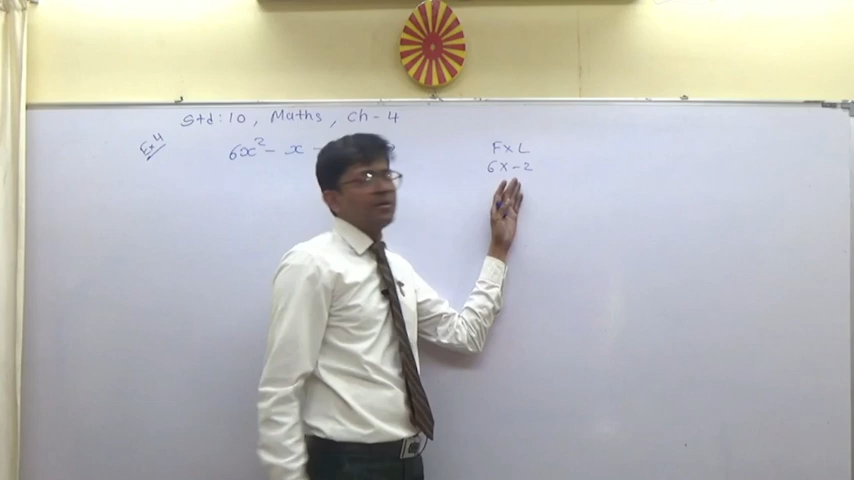 Std: 10, Maths, Ch - 4
Ex 4
6x² - x -
F x L
6 x - 2